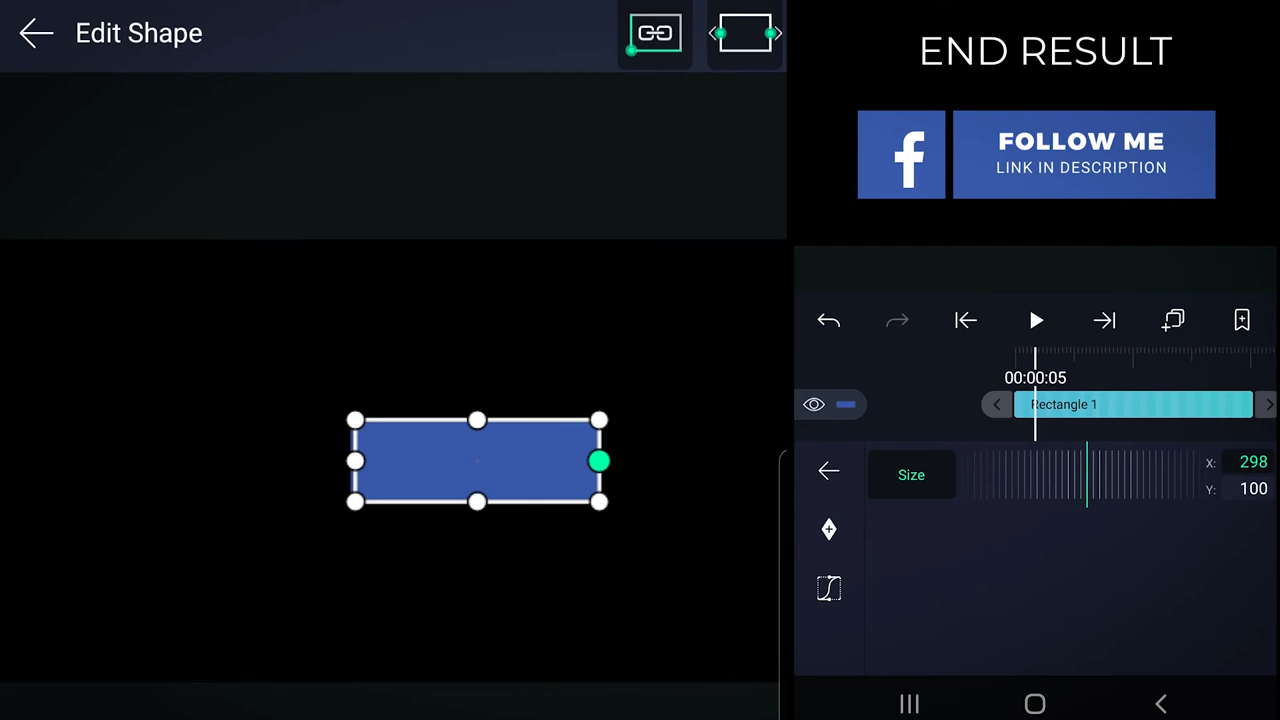 Edit Shape
END RESULT
f
FOLLOW ME
LINK IN DESCRIPTION
00:00:05
Rectangle 1
Size
X: 298
Y: 100